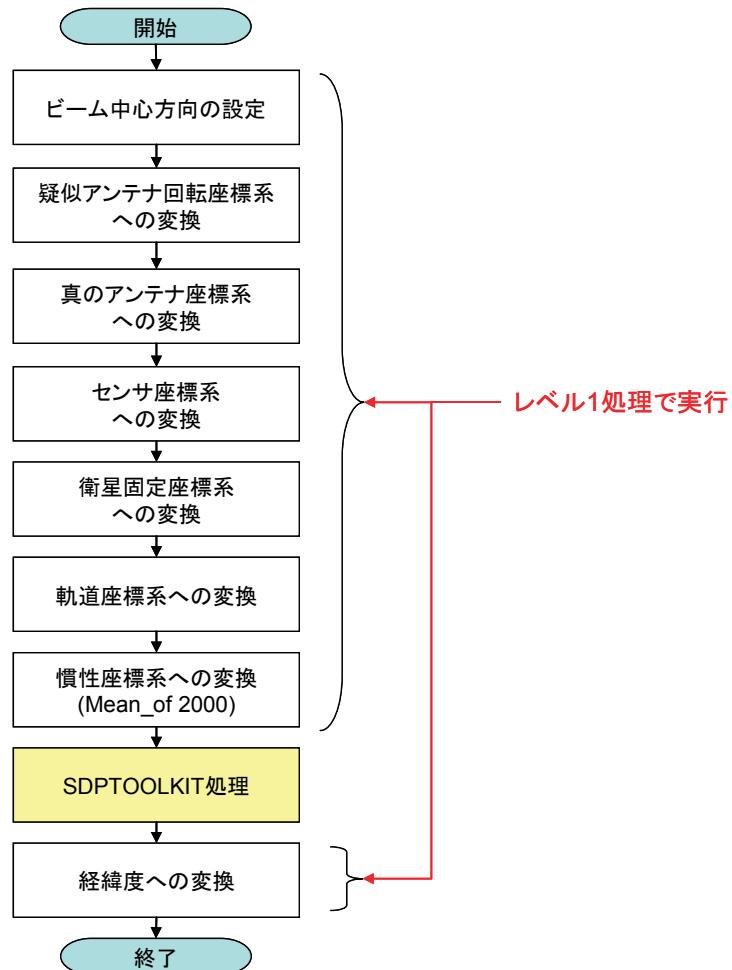 開始
ビーム中心方向の設定
疑似アンテナ回転座標系
への変換
真のアンテナ座標系
への変換
センサ座標系
への変換
レベル1処理で実行
衛星固定座標系
への変換
軌道座標系への変換
慣性座標系への変換
(Mean_of 2000)
SDPTOOLKIT処理
経緯度への変換
終了